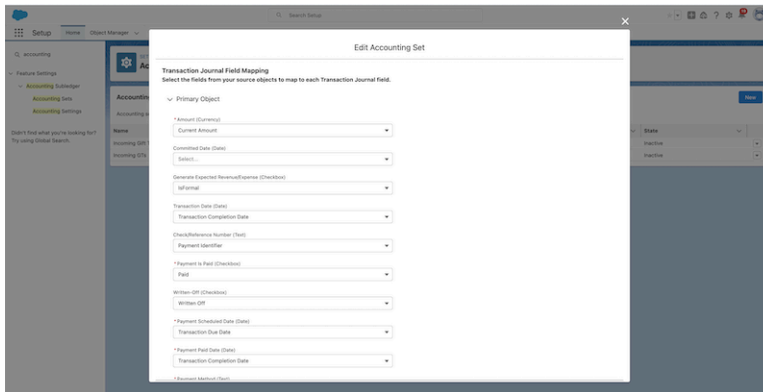 Search Setup
Setup
Home
Object Manager
accounting
Feature Settings
Accounting Subledger
Accounting Sets
Accounting Settings
Didn't find what you're looking for?
Try using Global Search.
Accounting
New
Name
State
Incoming
Inactive
Incoming GTs
Inactive
Edit Accounting Set
Transaction Journal Field Mapping
Select the fields from your source objects to map to each Transaction Journal field.
Primary Object
* Amount (Currency)
Current Amount
Committed Date (Date)
Select...
Generate Expected Revenue/Expense (Checkbox)
IsFormal
Transaction Date (Date)
Transaction Completion Date
Check/Reference Number (Text)
Payment Identifier
* Payment Is Paid (Checkbox)
Paid
Written-Off (Checkbox)
Written-Off
* Payment Scheduled Date (Date)
Transaction Due Date
* Payment Paid Date (Date)
Transaction Completion Date
* Payment Method (Text)